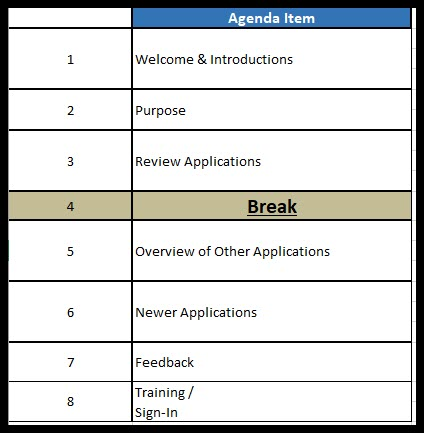 Agenda Item
1 Welcome & Introductions
2 Purpose
3 Review Applications
4 Break
5 Overview of Other Applications
6 Newer Applications
7 Feedback
8 Training /
Sign-In